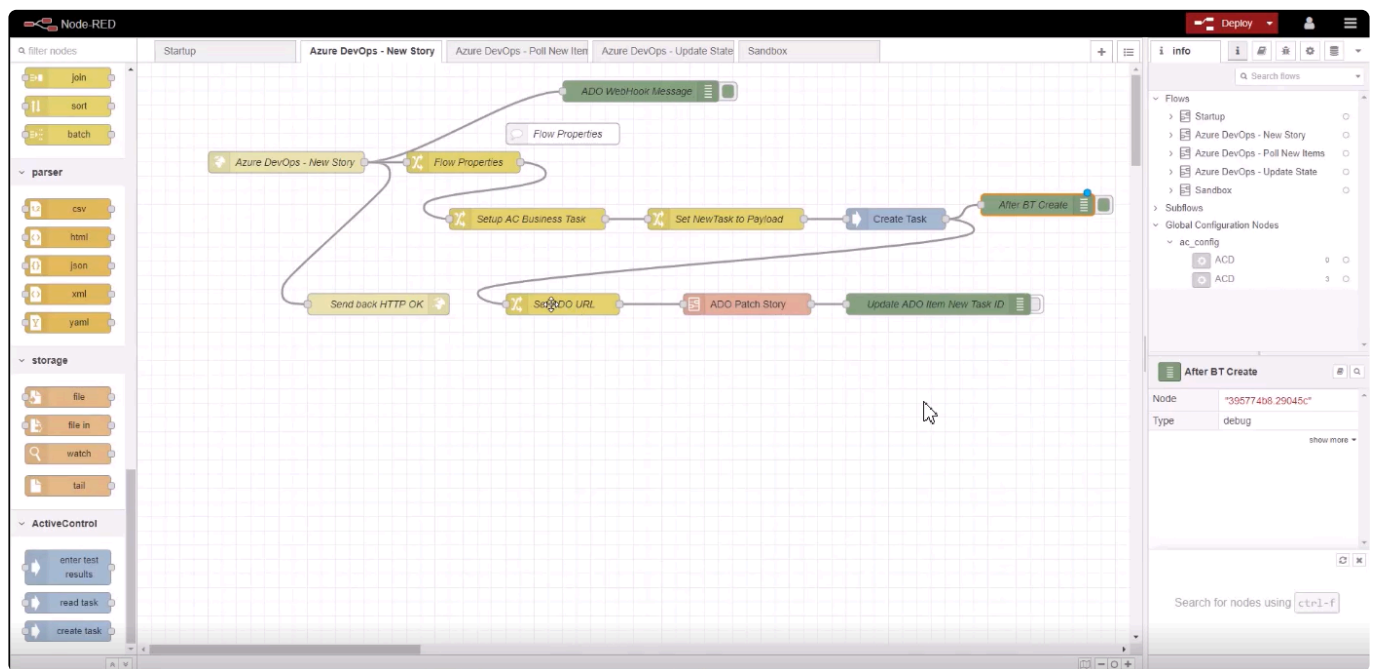 Node-RED
Deploy
filter nodes
Startup
Azure DevOps - New Story
Azure DevOps - Poll New Iten
Azure DevOps - Update State
Sandbox
info
i
join
sort
batch
parser
csv
html
json
xml
yaml
storage
file
file in
watch
tail
ActiveControl
enter test
results
read task
create task
ADO WebHook Message
Flow Properties
Azure DevOps - New Story
Flow Properties
After BT Create
Setup AC Business Task
Set NewTask to Payload
Create Task
Send back HTTP OK
ADO URL
ADO Patch Story
Update ADO Item New Task ID
Search flows
Flows
Startup
Azure DevOps - New Story
Azure DevOps - Poll New Items
Azure DevOps - Update State
Sandbox
Subflows
Global Configuration Nodes
ac_config
ACD 0
ACD 3
After BT Create
Node "395774b8.29045c"
Type debug
show more
Search for nodes using ctrl-f